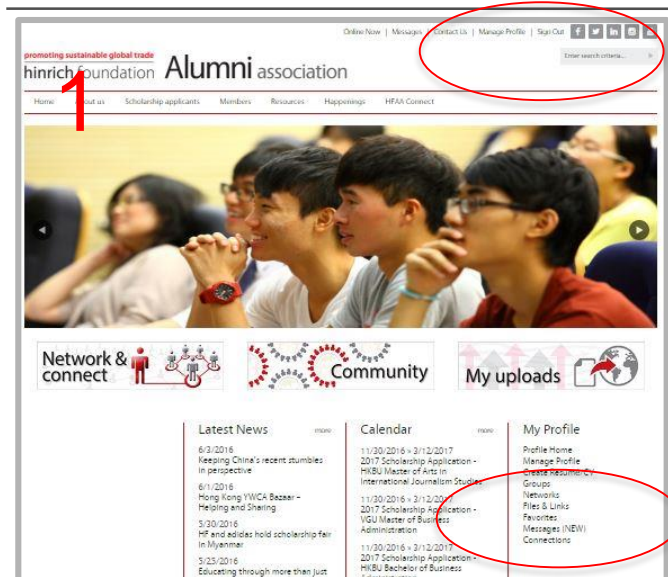 Online Now | Messages | Contact Us | Manage Profile | Sign Out
Enter search criteria...
promoting sustainable global trade
hinrich foundation Alumni association
1
Home About us Scholarship applicants Members Resources Happenings HFAA Connect
Network & connect
Community
My uploads
Latest News more
6/3/2016
Keeping China's recent stumbles
in perspective
6/1/2016
Hong Kong YWCA Bazaar –
Helping and Sharing
5/30/2016
HF and adidas hold scholarship fair
in Myanmar
5/25/2016
Educating through more than just
Calendar more
11/30/2016 » 3/12/2017
2017 Scholarship Application -
HKBU Master of Arts in
International Journalism Studies
11/30/2016 » 3/12/2017
2017 Scholarship Application -
VGU Master of Business
Administration
11/30/2016 » 3/12/2017
2017 Scholarship Application -
HKBU Bachelor of Business
My Profile
Profile Home
Manage Profile
Create Resume/CV
Groups
Networks
Files & Links
Favorites
Messages (NEW)
Connections